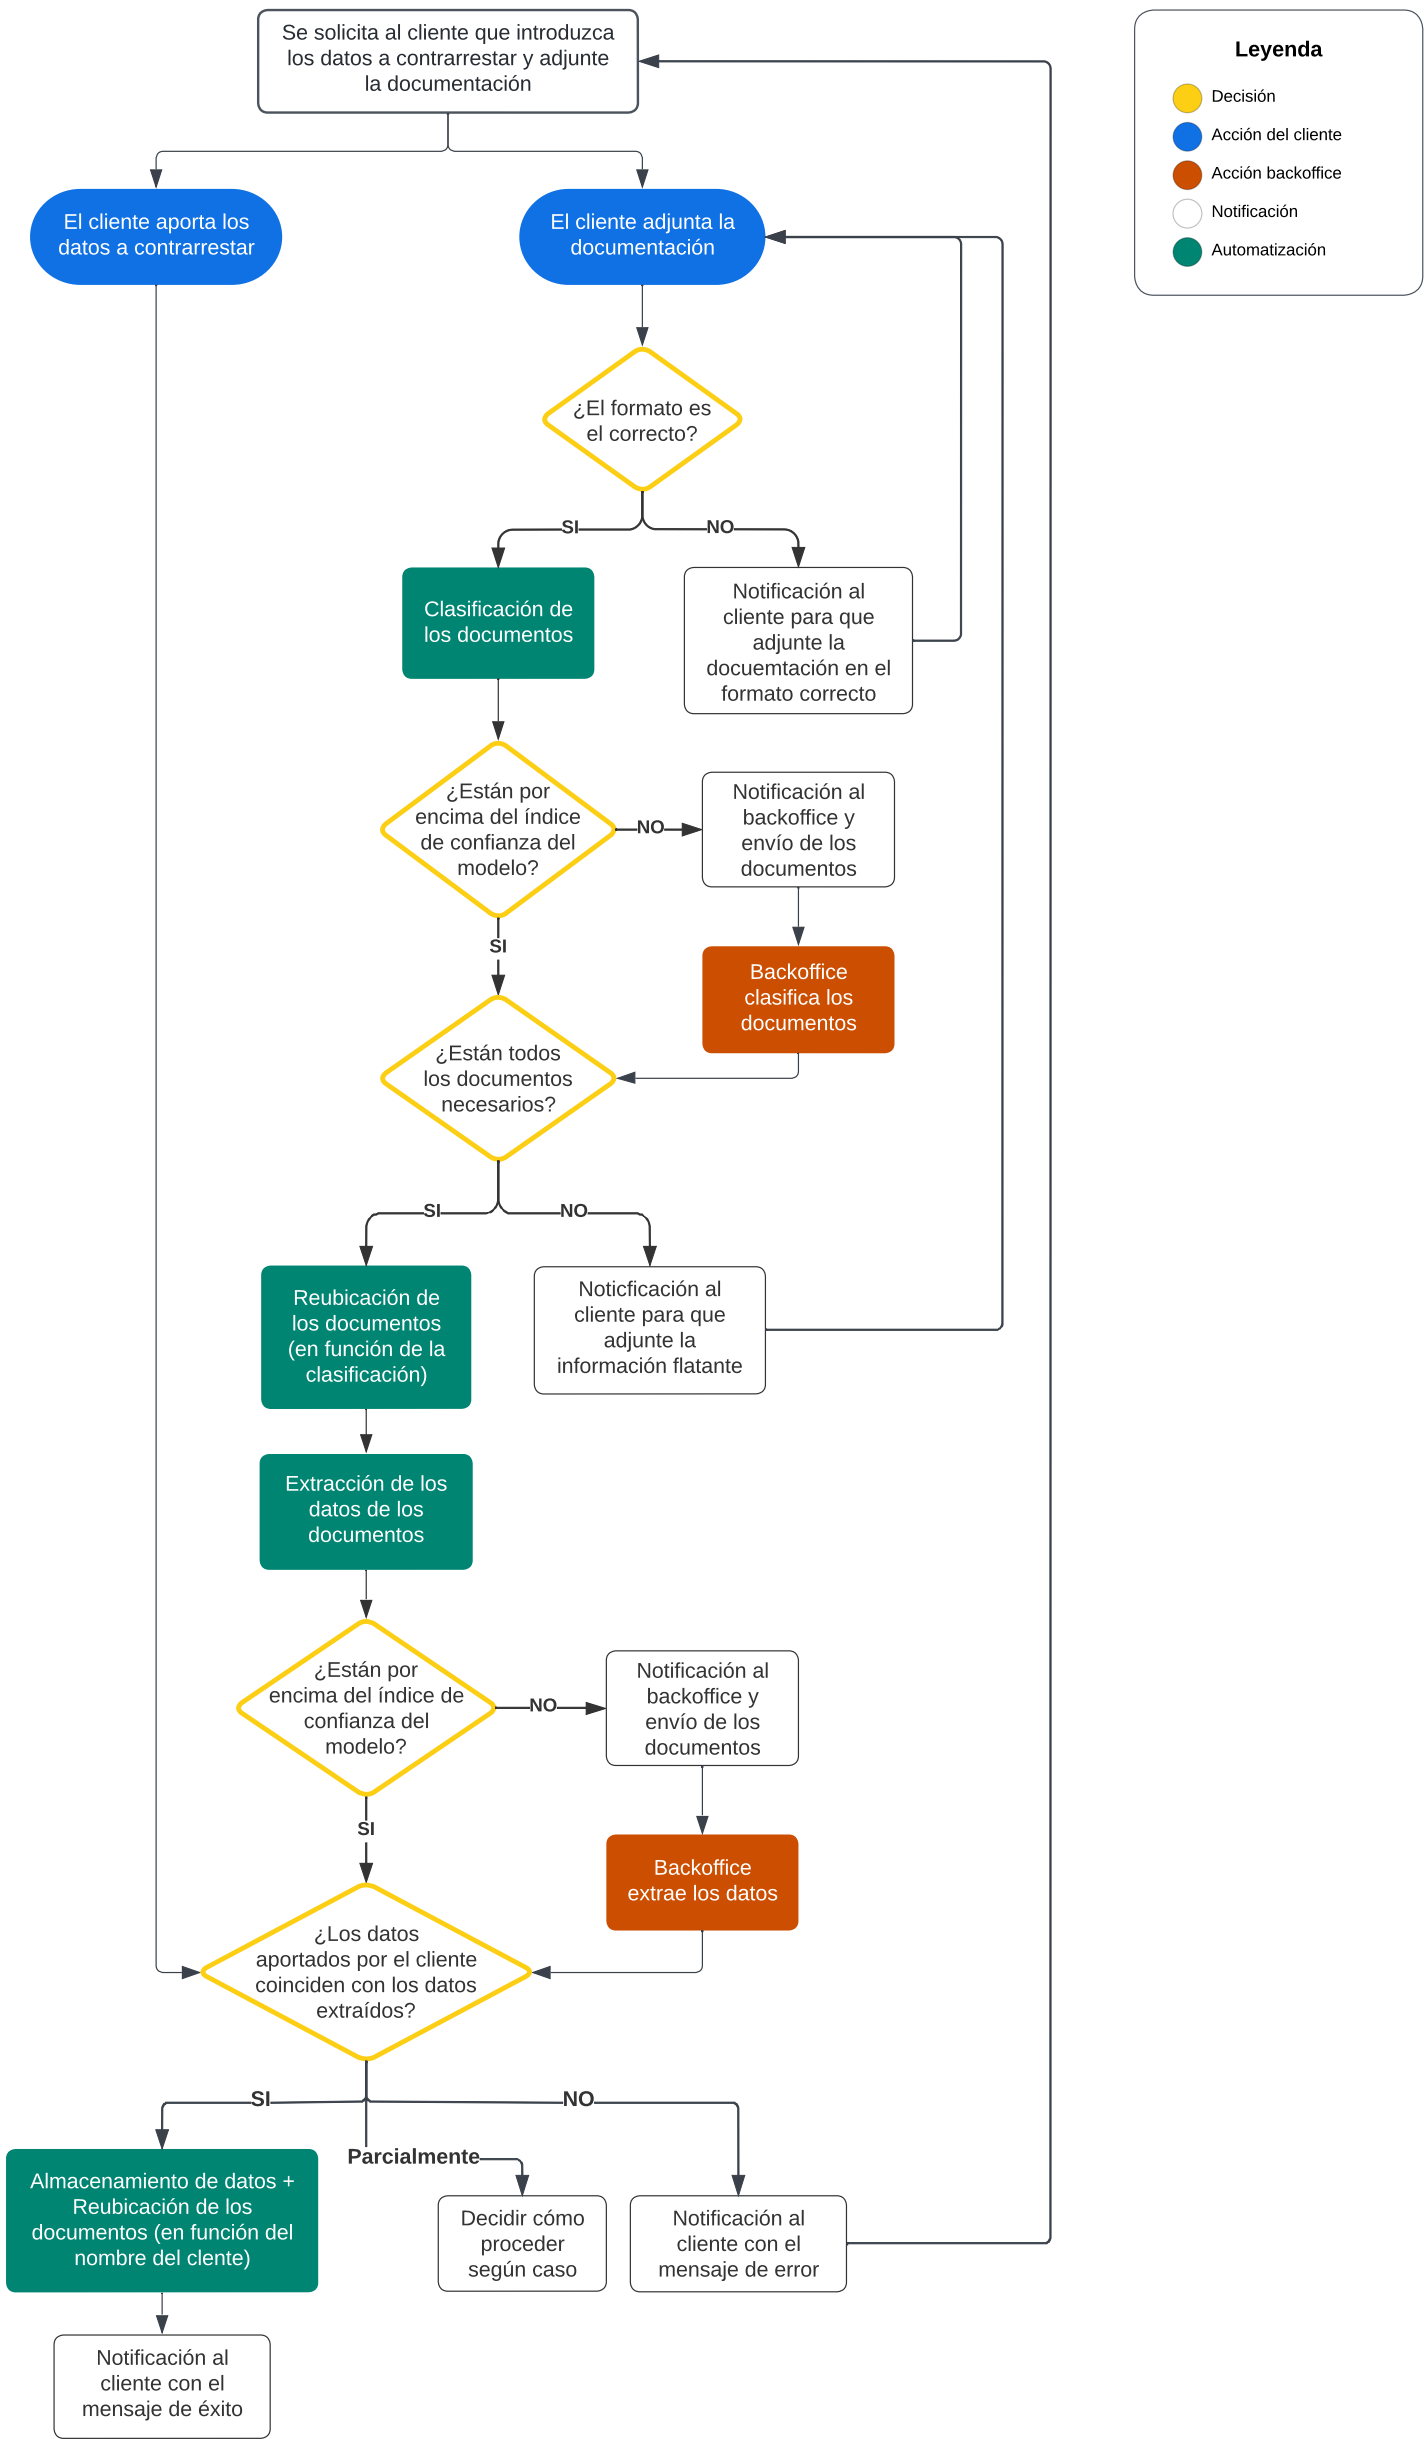 Se solicita al cliente que introduzca
los datos a contrarrestar y adjunte
la documentación
Leyenda
Decisión
Acción del cliente
Acción backoffice
Notificación
Automatización
El cliente aporta los
datos a contrarrestar
El cliente adjunta la
documentación
¿El formato es
el correcto?
SI
NO
Clasificación de
los documentos
Notificación al
cliente para que
adjunte la
docuemtación en el
formato correcto
¿Están por
encima del índice
de confianza del
modelo?
NO
Notificación al
backoffice y
envío de los
documentos
SI
Backoffice
clasifica los
documentos
¿Están todos
los documentos
necesarios?
SI
NO
Reubicación de
los documentos
(en función de la
clasificación)
Noticficación al
cliente para que
adjunte la
información flatante
Extracción de los
datos de los
documentos
¿Están por
encima del índice de
confianza del
modelo?
NO
Notificación al
backoffice y
envío de los
documentos
SI
Backoffice
extrae los datos
¿Los datos
aportados por el cliente
coinciden con los datos
extraídos?
SI
NO
Parcialmente
Almacenamiento de datos +
Reubicación de los
documentos (en función del
nombre del clente)
Decidir cómo
proceder
según caso
Notificación al
cliente con el
mensaje de error
Notificación al
cliente con el
mensaje de éxito